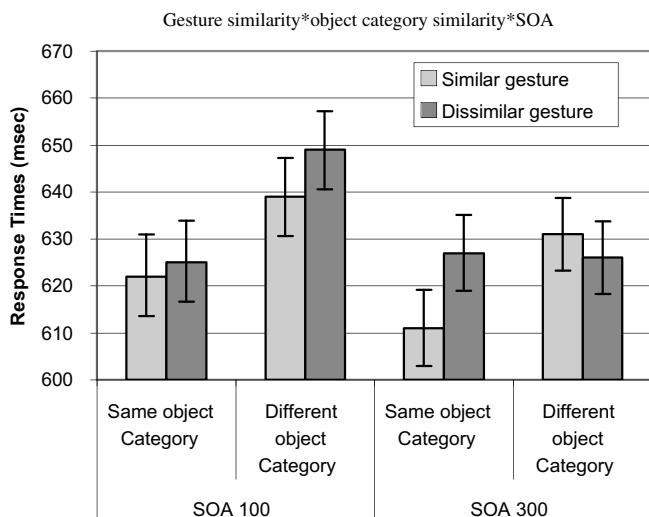 Gesture similarity*object category similarity*SOA
670
660
650
640
630
620
610
600
Response Times (msec)
Similar gesture
Dissimilar gesture
Same object
Category
Different
object
Category
Same object
Category
Different
object
Category
SOA 100
SOA 300